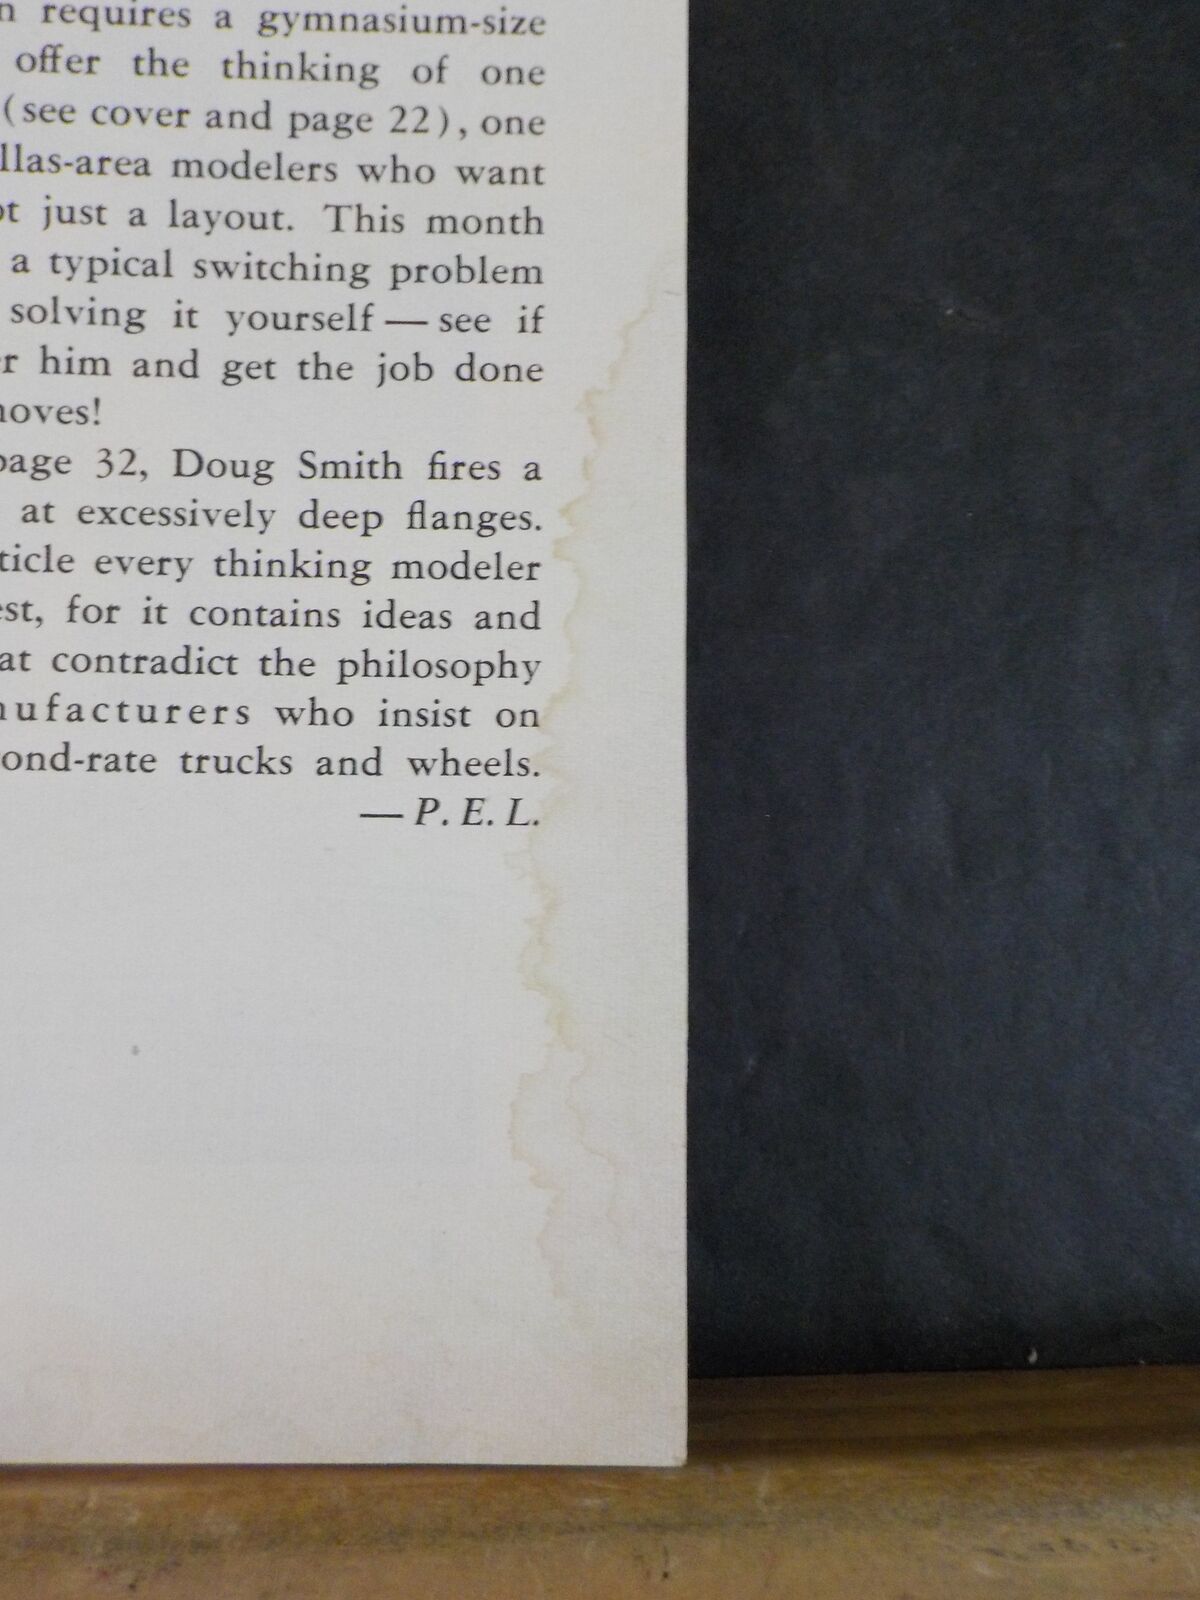 requires a gymnasium-size
offer the thinking of one
(see cover and page 22), one
llas-area modelers who want
just a layout. This month
a typical switching problem
solving it yourself — see if
him and get the job done
oves!
page 32, Doug Smith fires a
at excessively deep flanges.
ticle every thinking modeler
est, for it contains ideas and
at contradict the philosophy
nufacturers who insist on
ond-rate trucks and wheels.
— P. E. L.